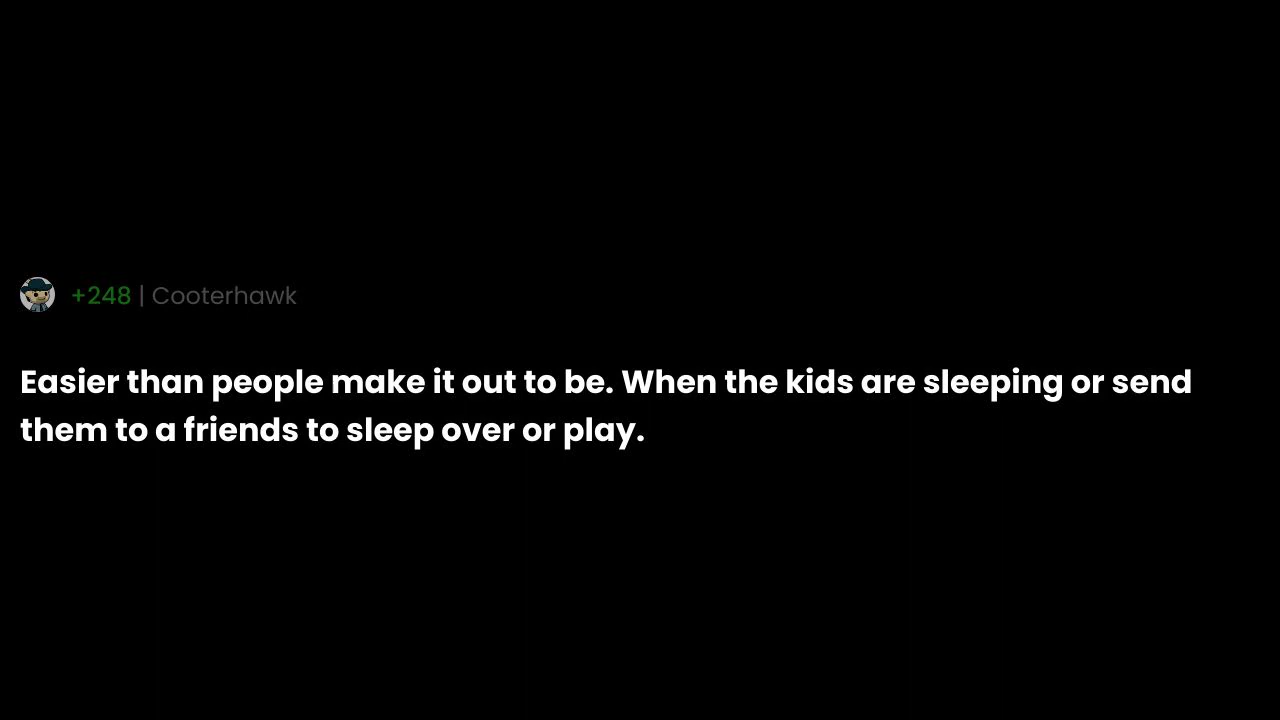 +248 | Cooterhawk
Easier than people make it out to be. When the kids are sleeping or send
them to a friends to sleep over or play.